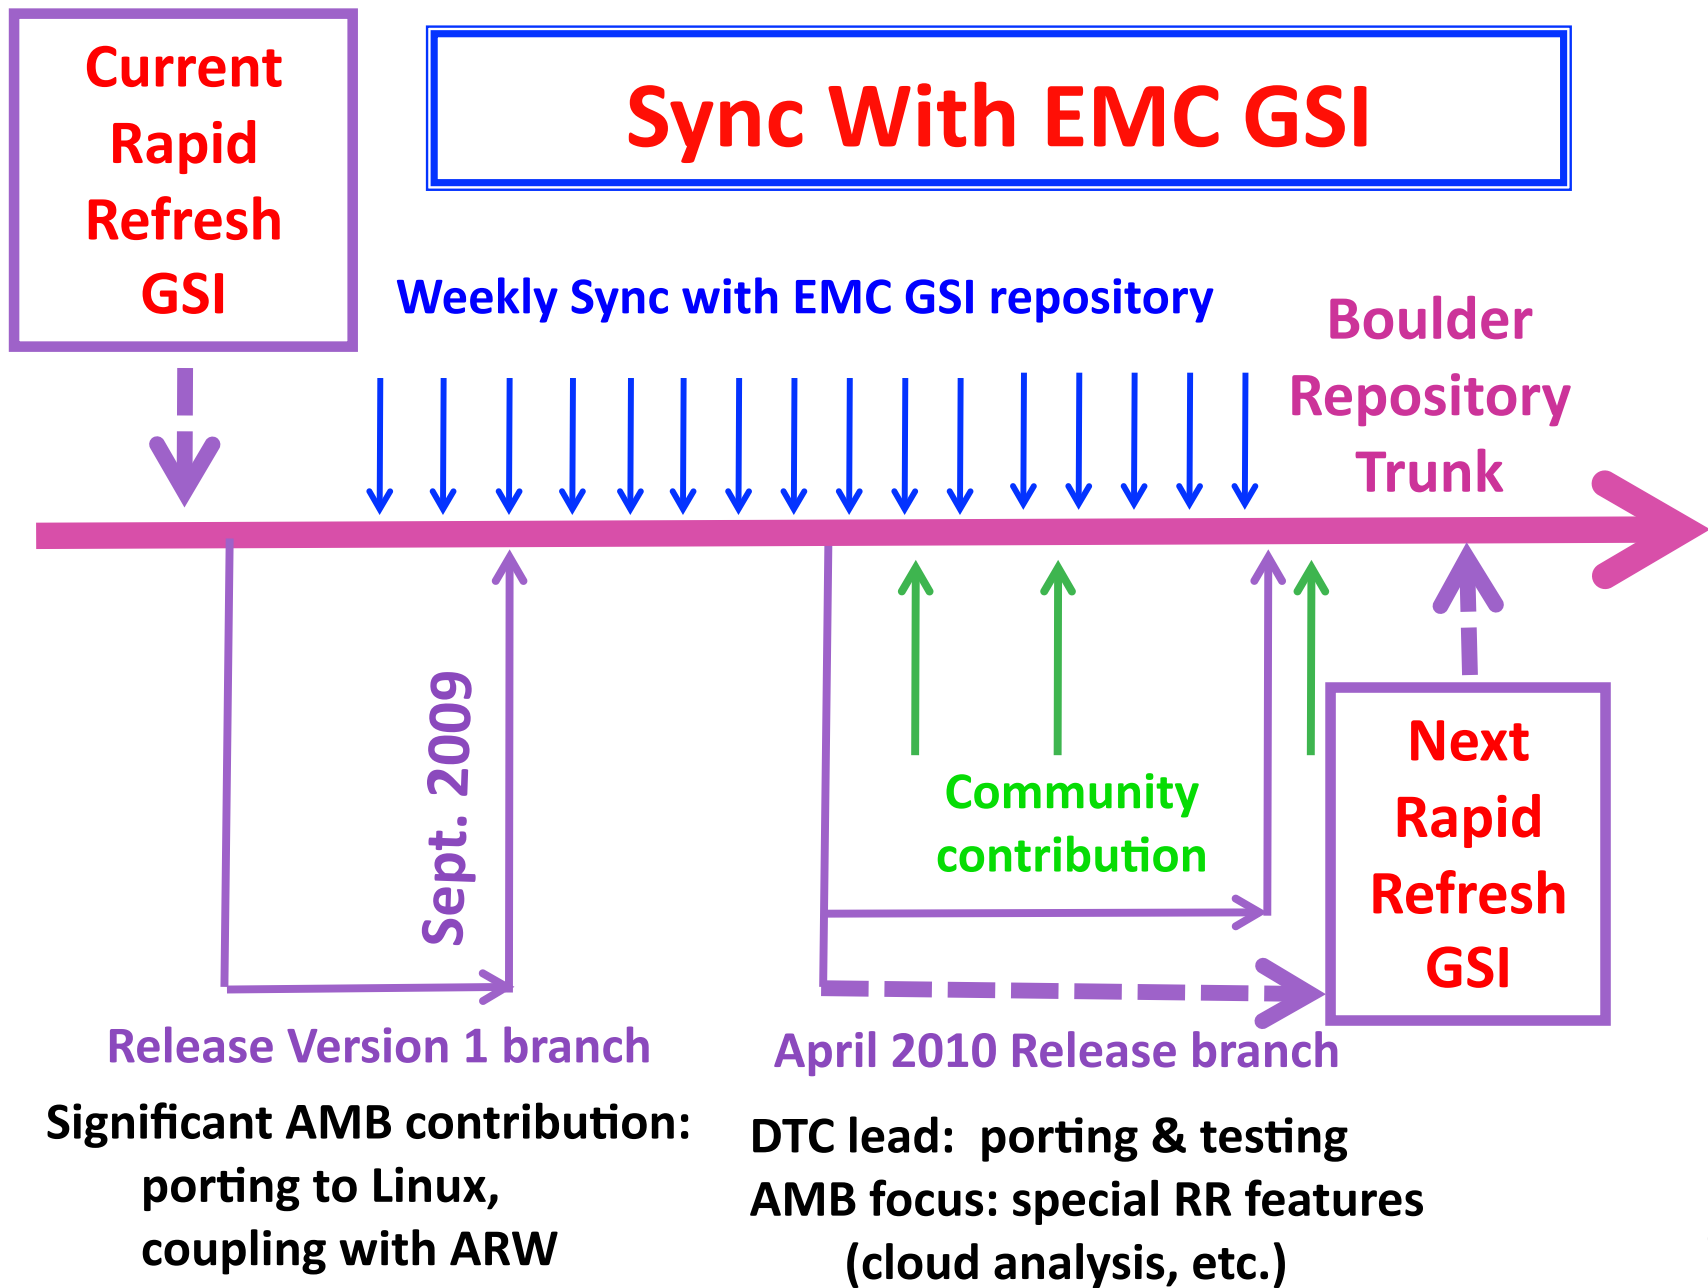 Current
Rapid
Refresh
GSI
Sync With EMC GSI
Weekly Sync with EMC GSI repository
Boulder
Repository
Trunk
Sept. 2009
Community
contribution
Next
Rapid
Refresh
GSI
Release Version 1 branch
April 2010 Release branch
Significant AMB contribution:
porting to Linux,
coupling with ARW
DTC lead:  porting & testing
AMB focus: special RR features
(cloud analysis, etc.)